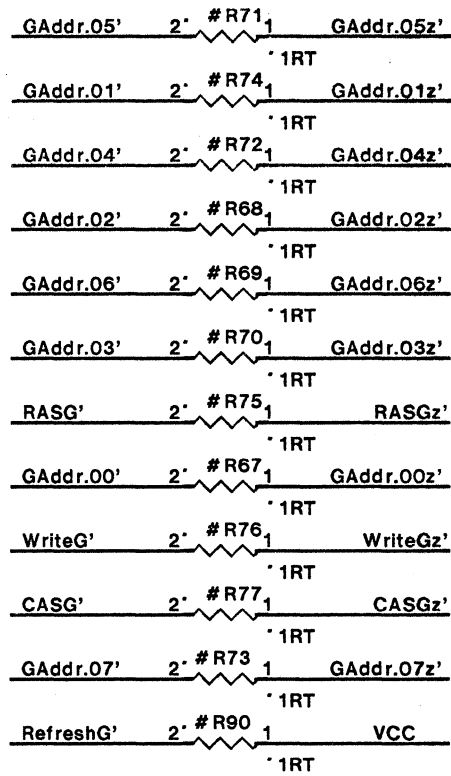 GAddr.05' 2• #R71 1 GAddr.05z'
• 1RT
GAddr.01' 2• #R74 1 GAddr.01z'
• 1RT
GAddr.04' 2• #R72 1 GAddr.04z'
• 1RT
GAddr.02' 2• #R68 1 GAddr.02z'
• 1RT
GAddr.06' 2• #R69 1 GAddr.06z'
• 1RT
GAddr.03' 2• #R70 1 GAddr.03z'
• 1RT
RASG' 2• #R75 1 RASGz'
• 1RT
GAddr.00' 2• #R67 1 GAddr.00z'
• 1RT
WriteG' 2• #R76 1 WriteGz'
• 1RT
CASG' 2• #R77 1 CASGz'
• 1RT
GAddr.07' 2• #R73 1 GAddr.07z'
• 1RT
RefreshG' 2• #R90 1 VCC
• 1RT